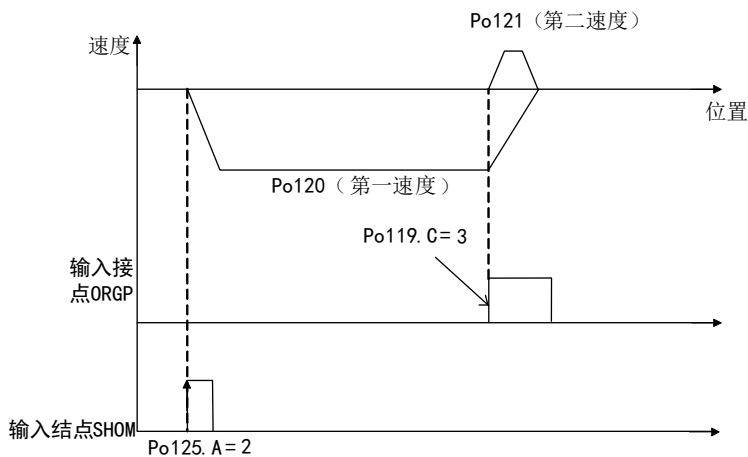 Po121（第二速度）
速度
位置
Po120（第一速度）
Po119.C=3
输入接
点ORGP
输入结点SHOM
Po125.A=2